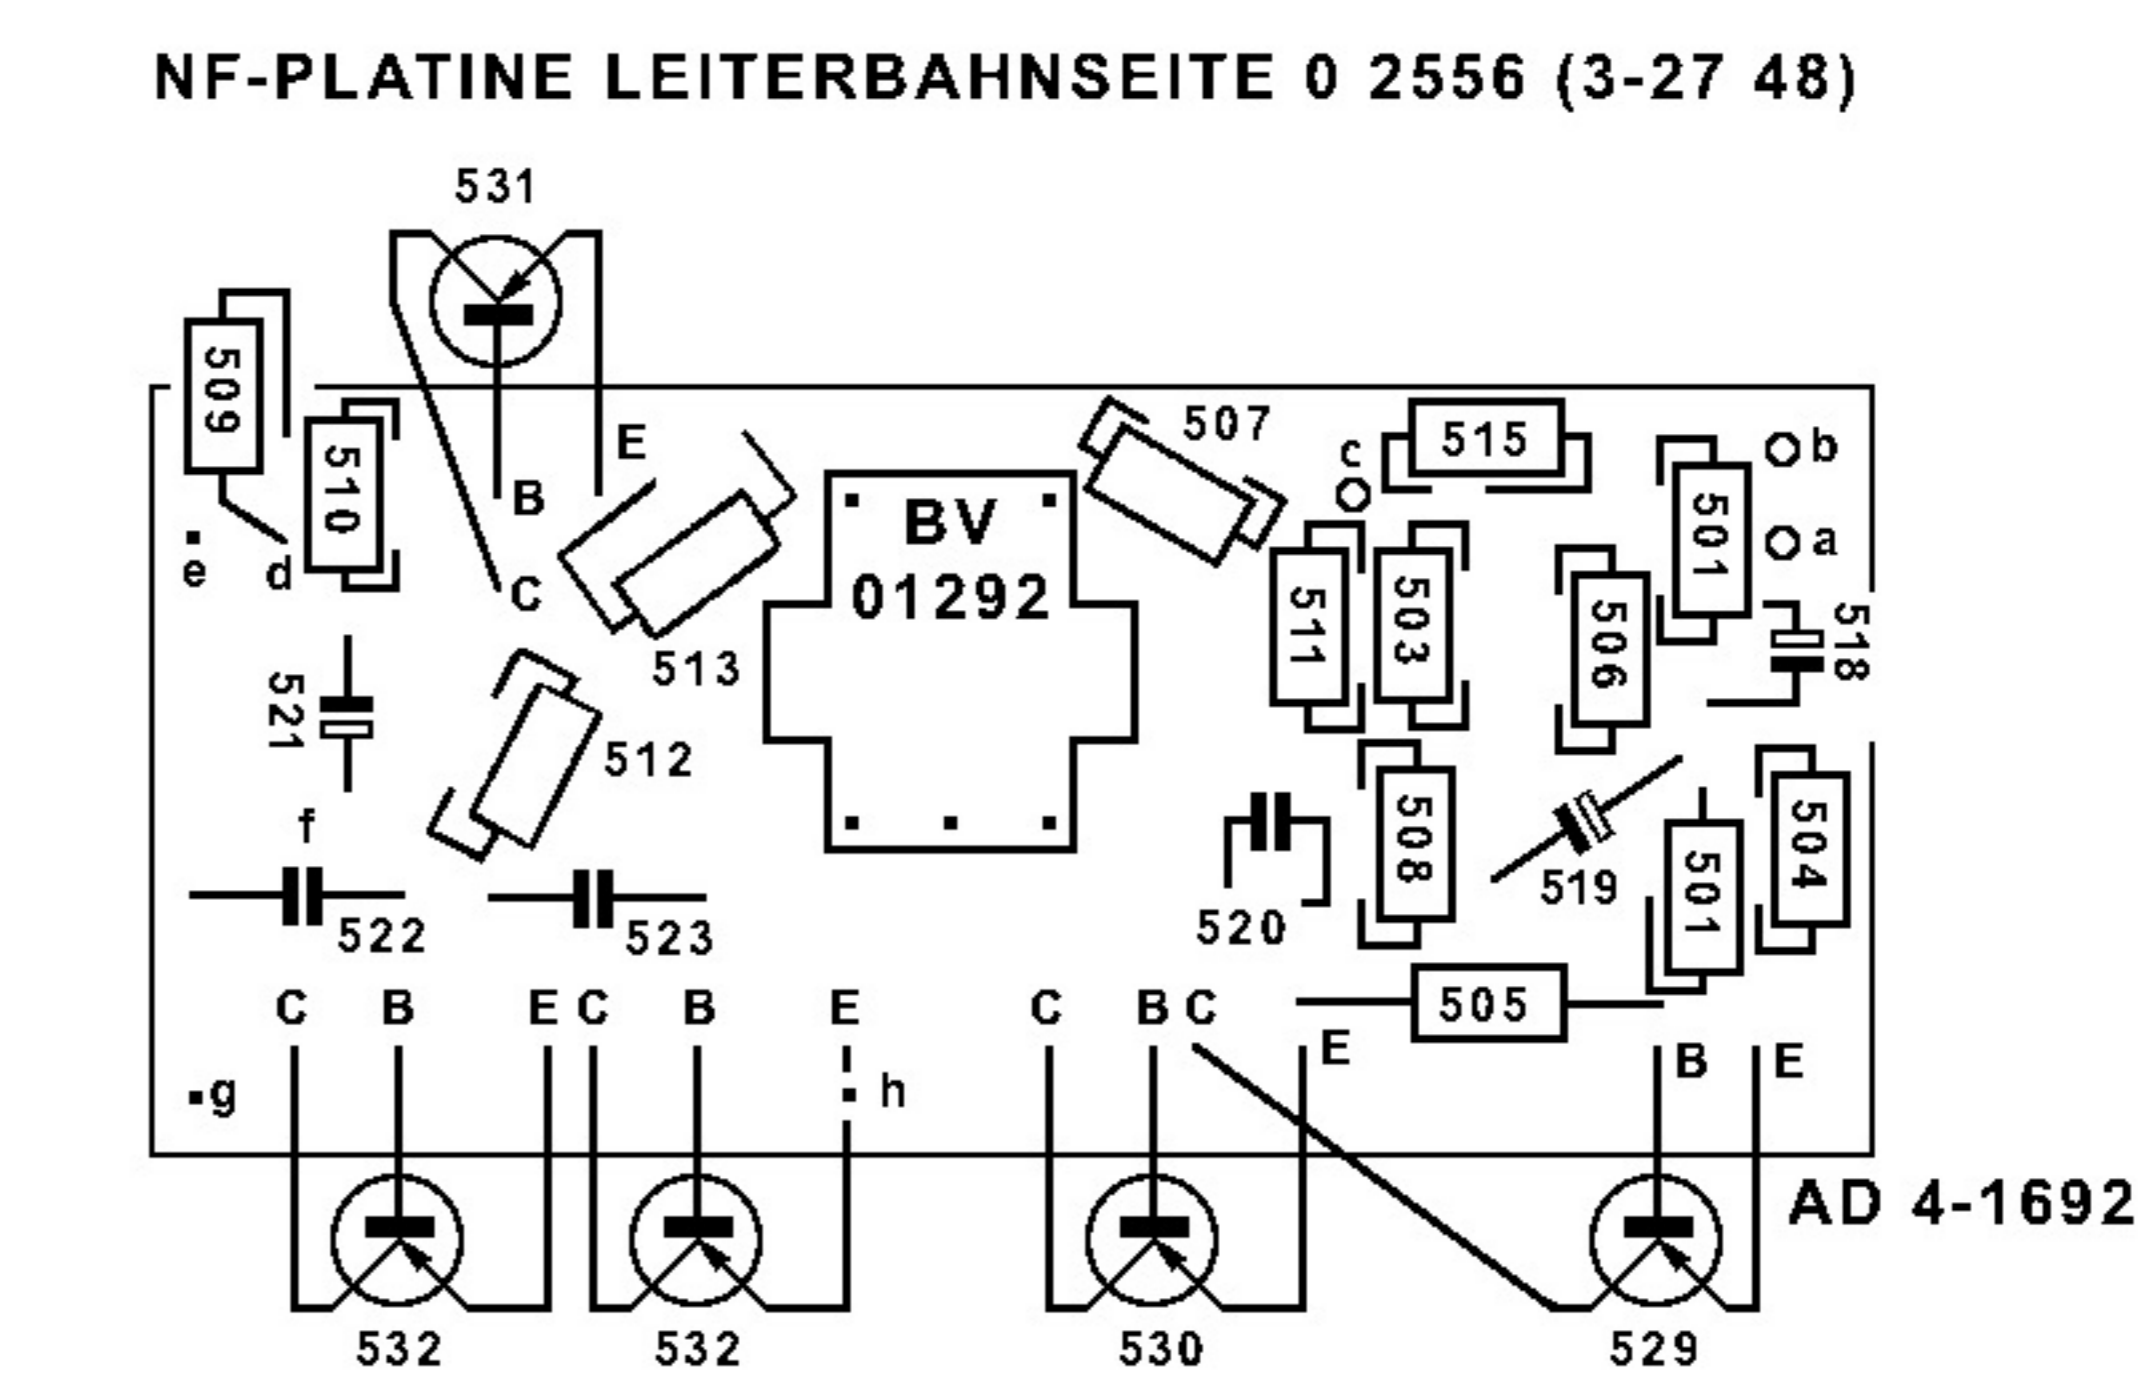 NF-PLATINE LEITERBAHNSEITE 0 2556 (3-27 48)
531
509
510
E
B
C
e
d
513
BV
01292
507
c
515
b
501
a
511
503
506
518
521
512
f
522
523
520
508
519
501
504
505
C B E C B E C B C
E
B E
g
h
AD 4-1692
532
532
530
529